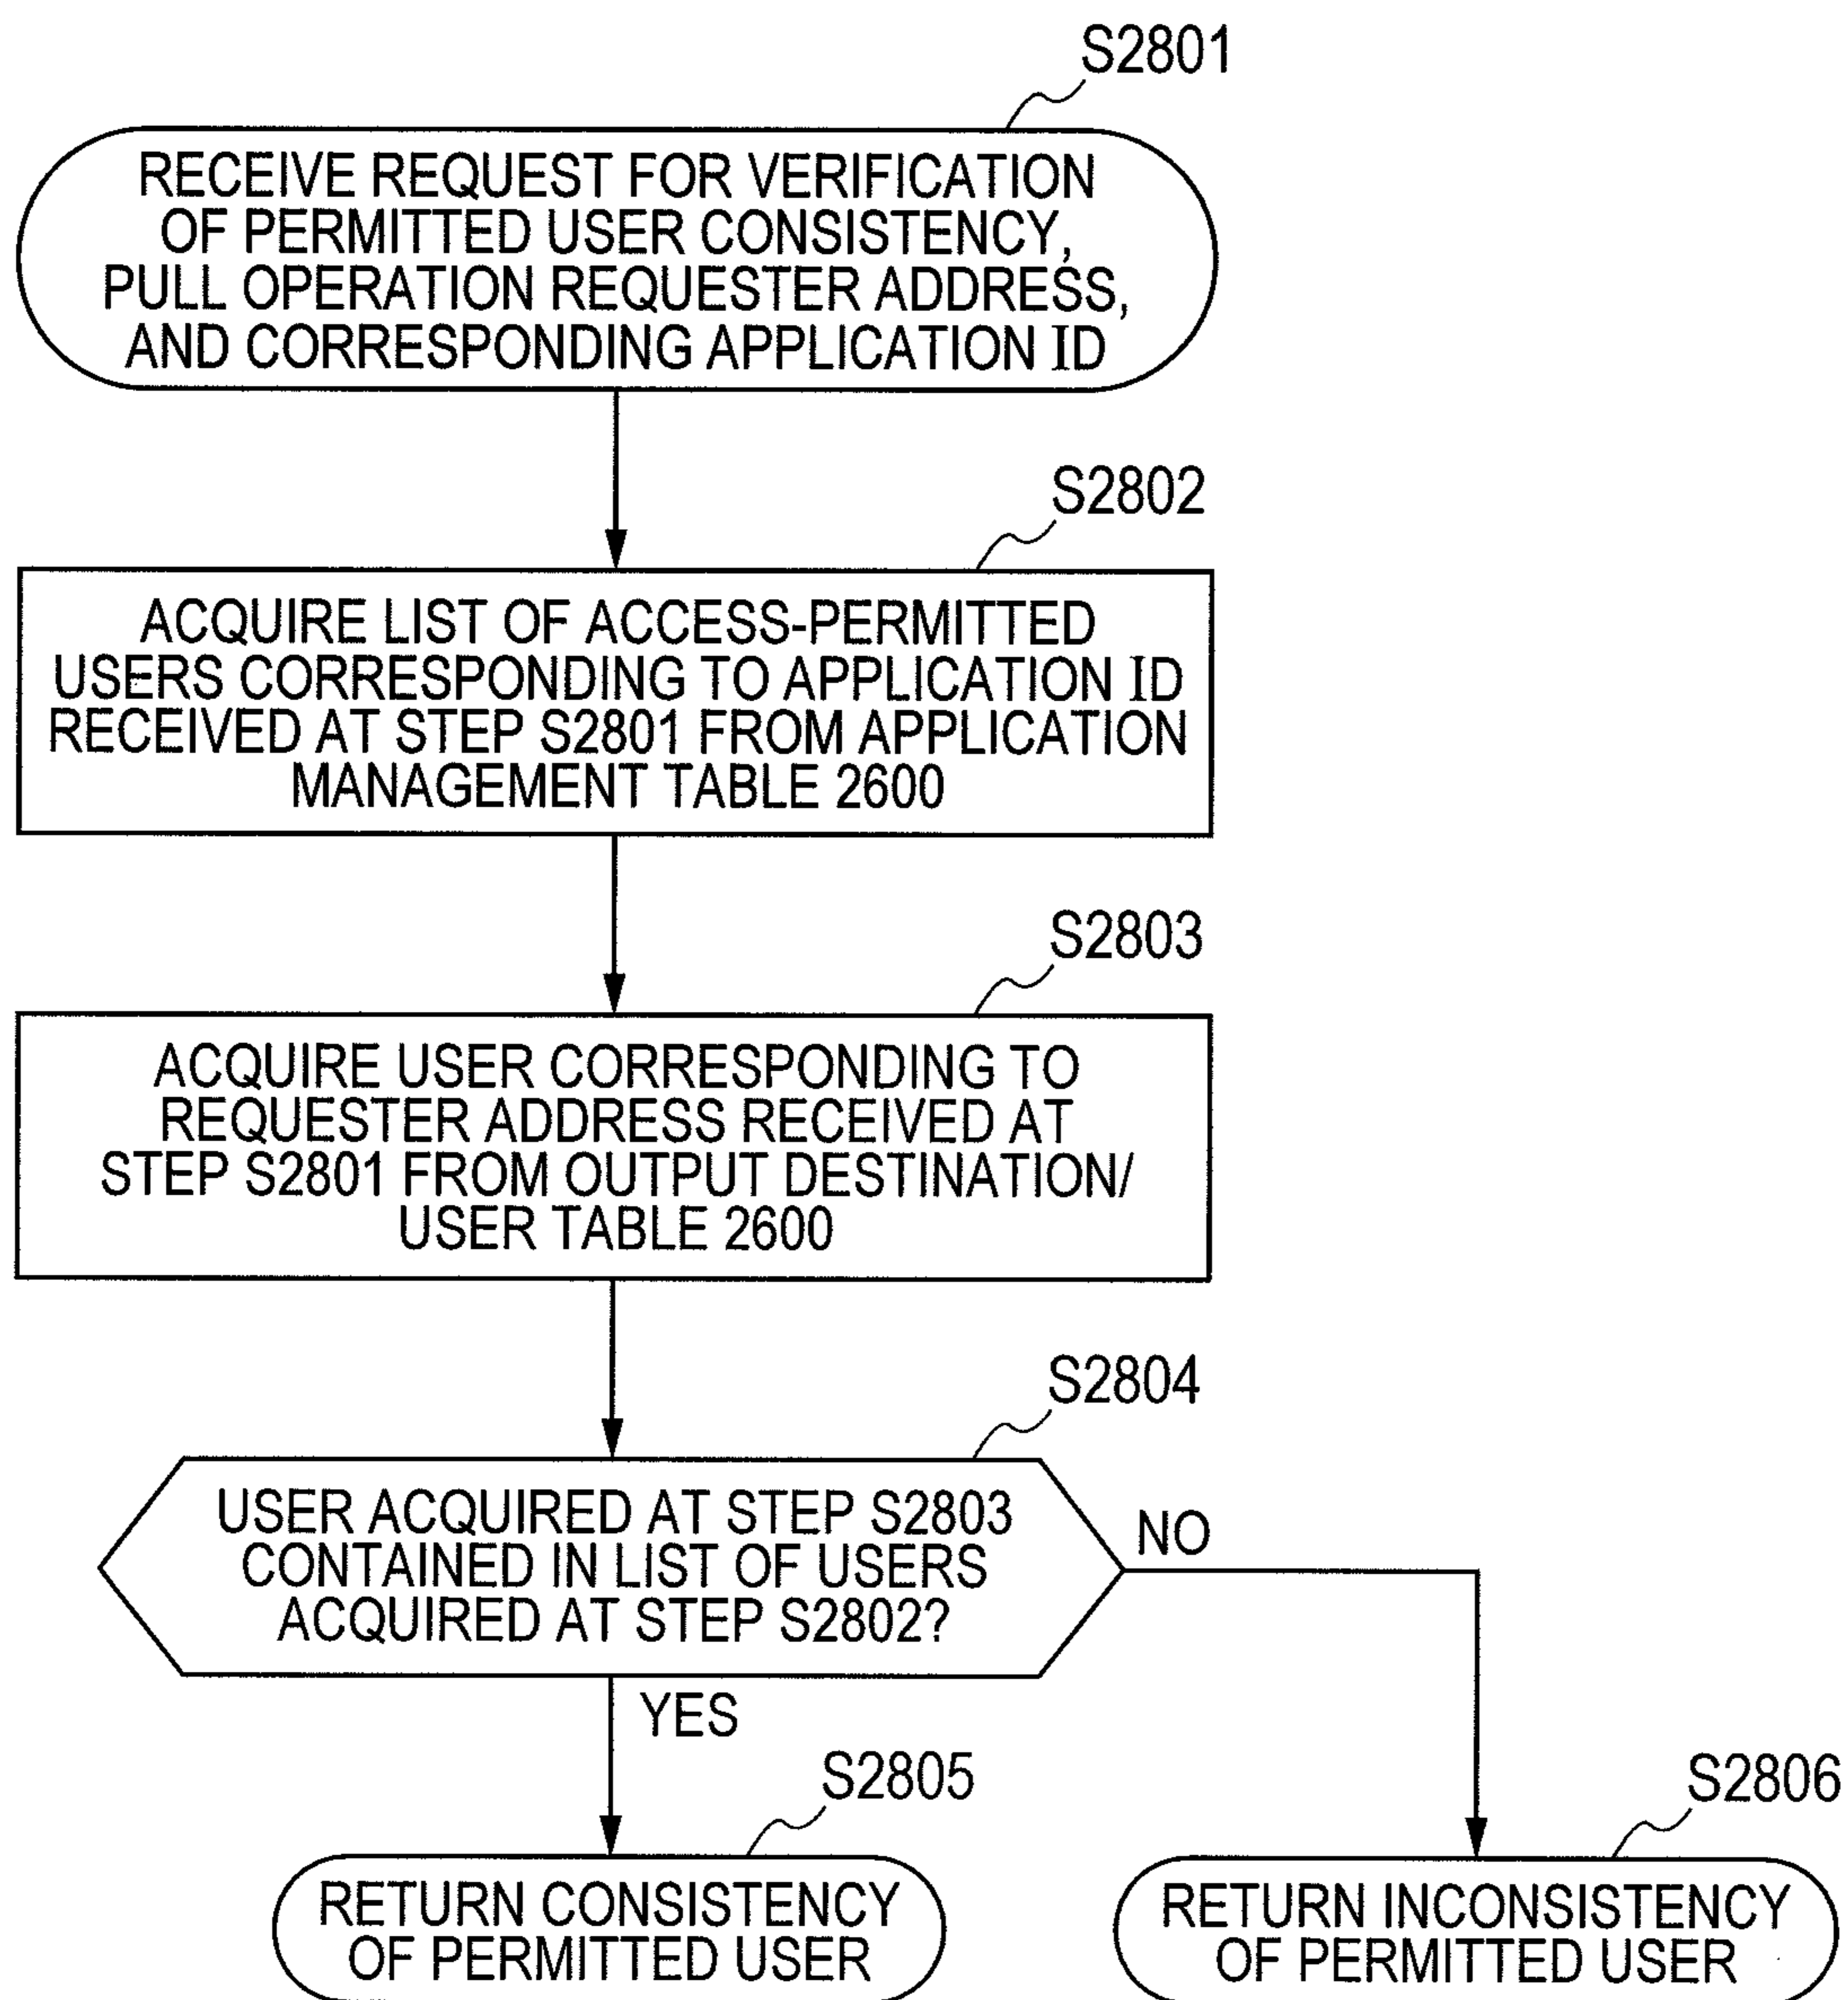 S2801
RECEIVE REQUEST FOR VERIFICATION
OF PERMITTED USER CONSISTENCY,
PULL OPERATION REQUESTER ADDRESS,
AND CORRESPONDING APPLICATION ID
S2802
ACQUIRE LIST OF ACCESS-PERMITTED
USERS CORRESPONDING TO APPLICATION ID
RECEIVED AT STEP S2801 FROM APPLICATION
MANAGEMENT TABLE 2600
S2803
ACQUIRE USER CORRESPONDING TO
REQUESTER ADDRESS RECEIVED AT
STEP S2801 FROM OUTPUT DESTINATION/
USER TABLE 2600
S2804
USER ACQUIRED AT STEP S2803
CONTAINED IN LIST OF USERS
ACQUIRED AT STEP S2802?
NO
YES
S2805
RETURN CONSISTENCY
OF PERMITTED USER
S2806
RETURN INCONSISTENCY
OF PERMITTED USER